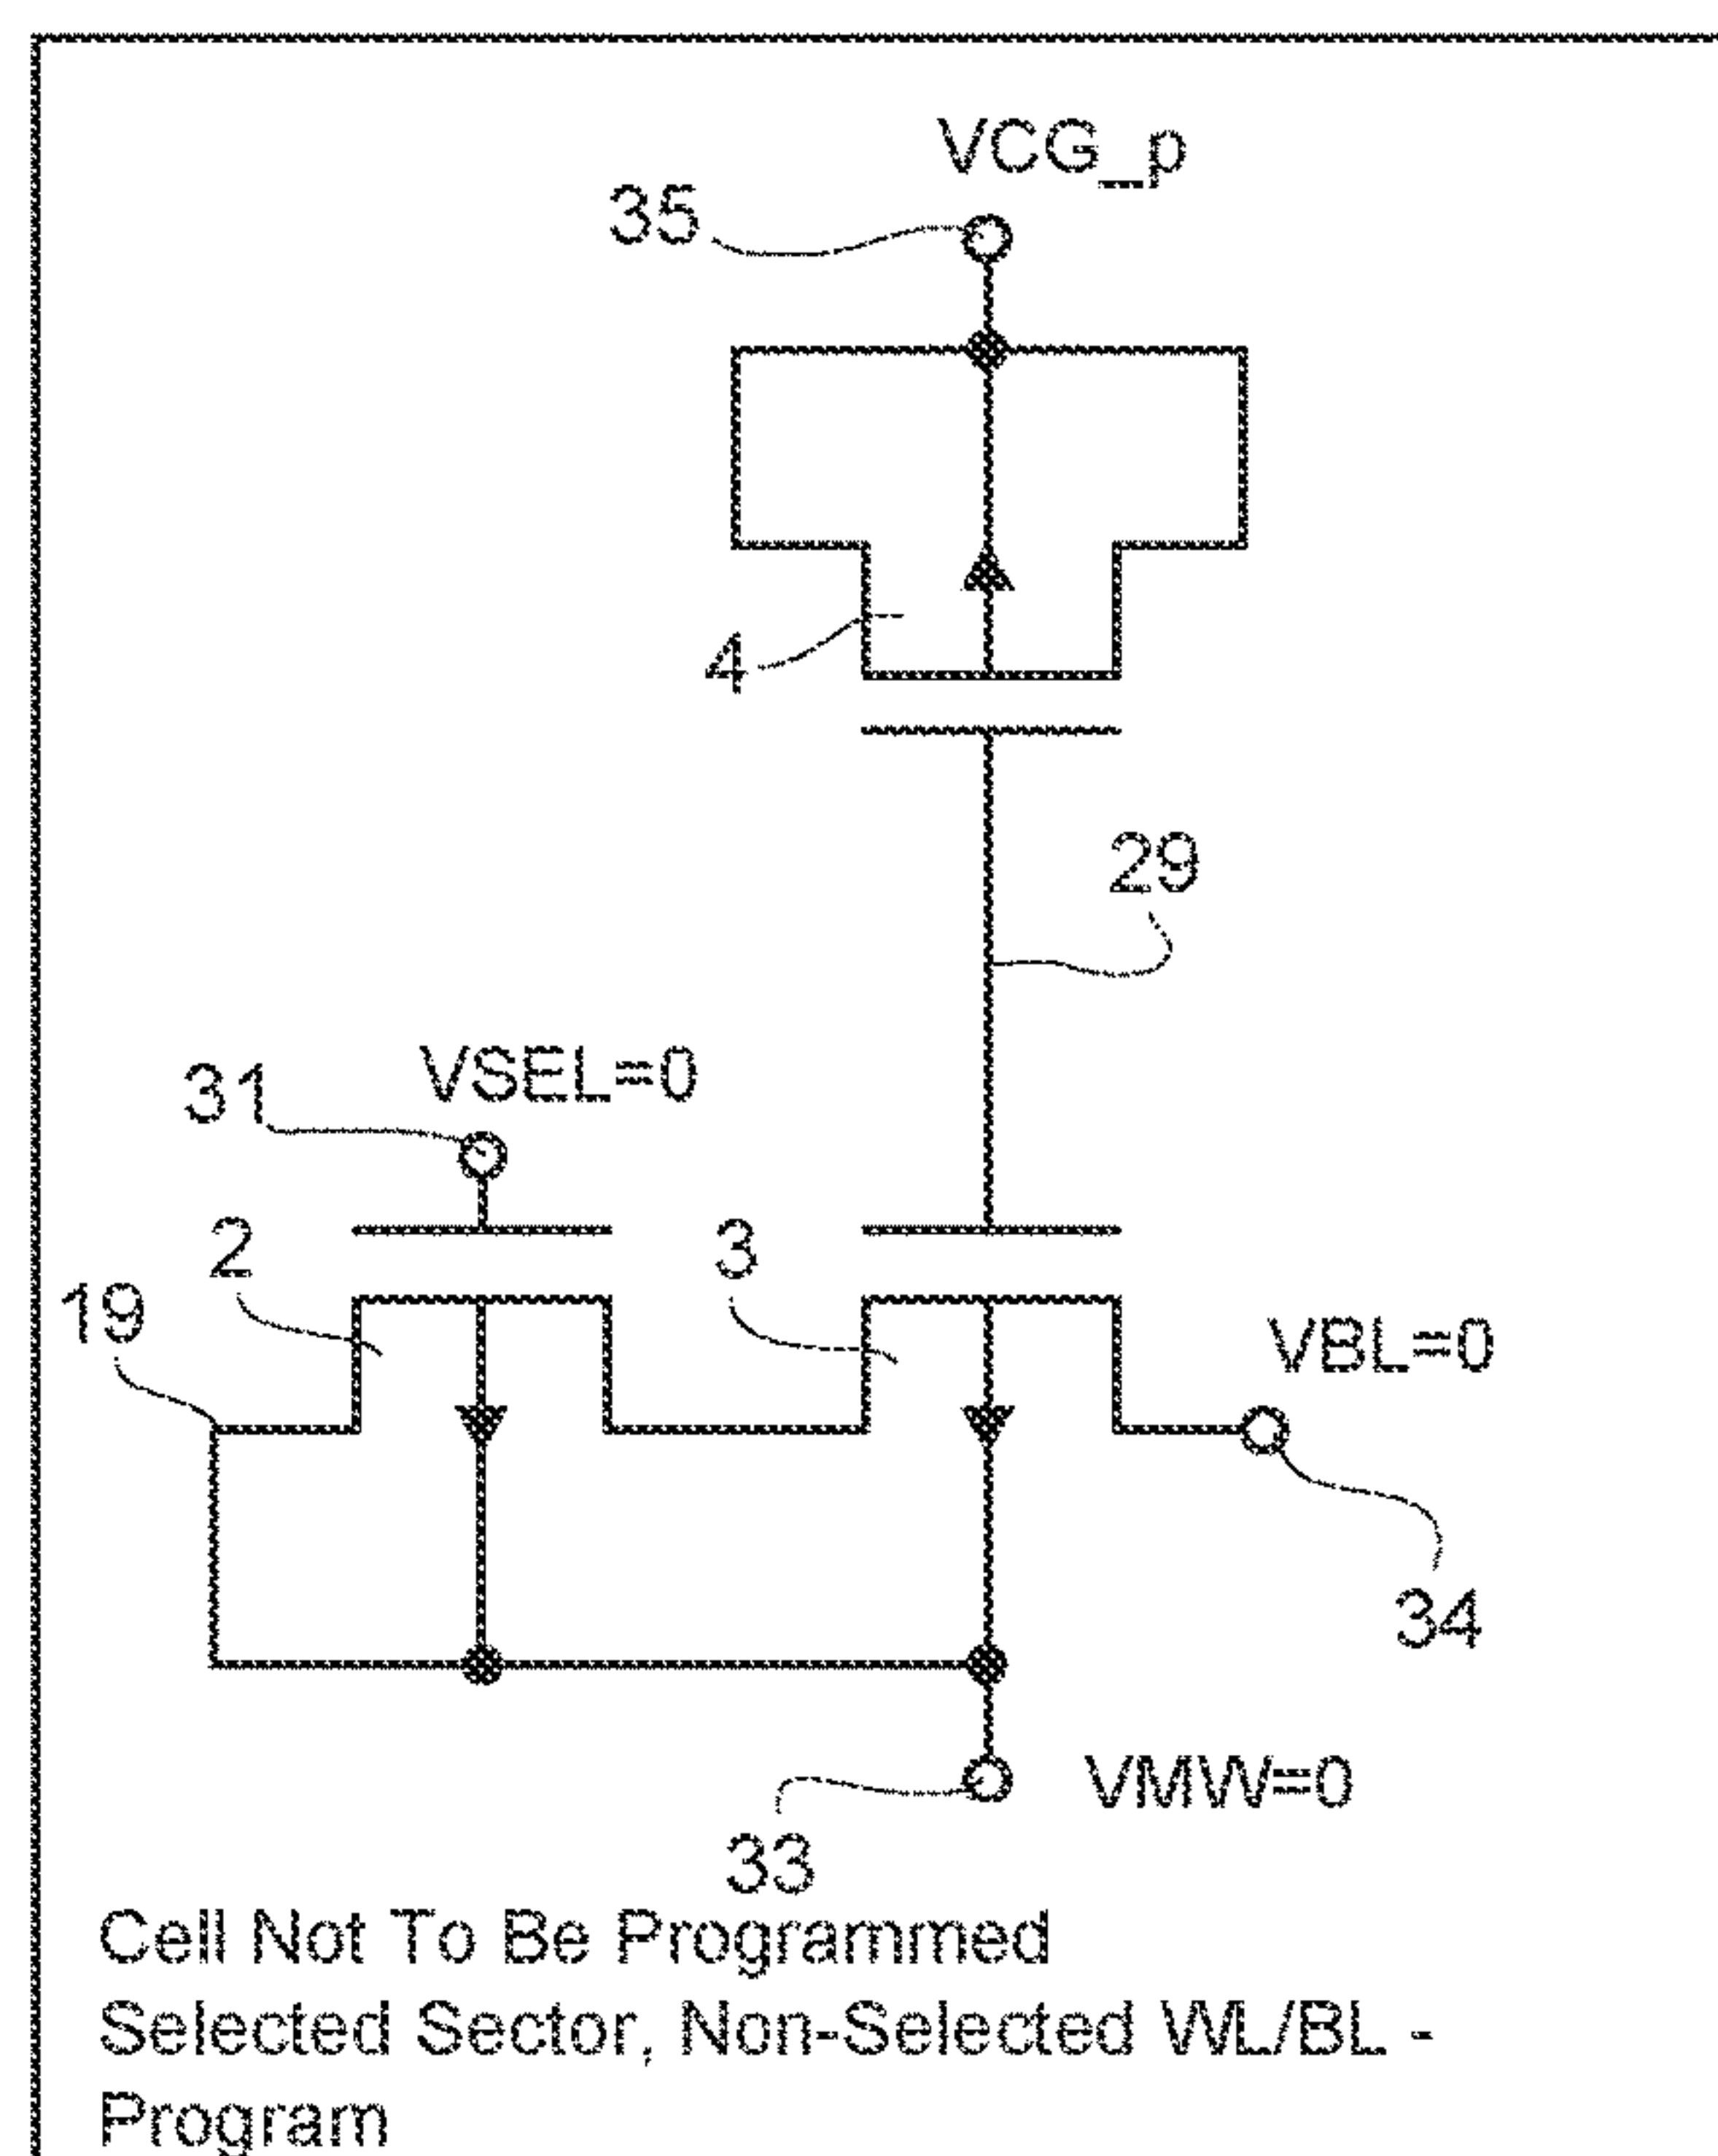 VCG_p
35
4
29
VSEL=0
31
2
3
19
VBL=0
34
VMW=0
33
Cell Not To Be Programmed
Selected Sector, Non-Selected WL/BL -
Program